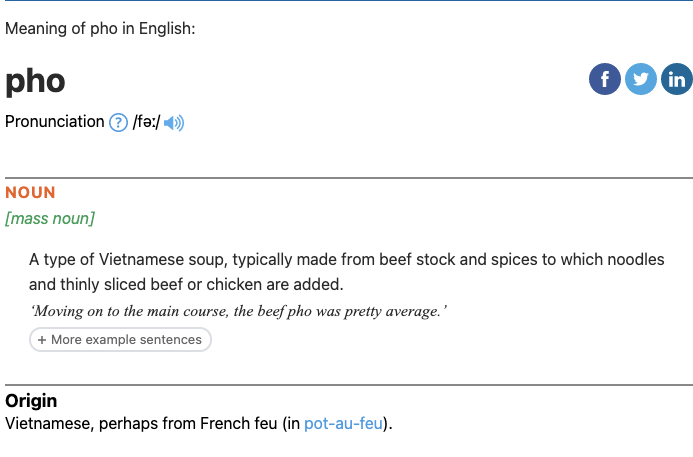 Meaning of pho in English:
pho
f
in
Pronunciation ? /fəː/
NOUN
[mass noun]
A type of Vietnamese soup, typically made from beef stock and spices to which noodles
and thinly sliced beef or chicken are added.
‘Moving on to the main course, the beef pho was pretty average.’
+ More example sentences
Origin
Vietnamese, perhaps from French feu (in pot-au-feu).